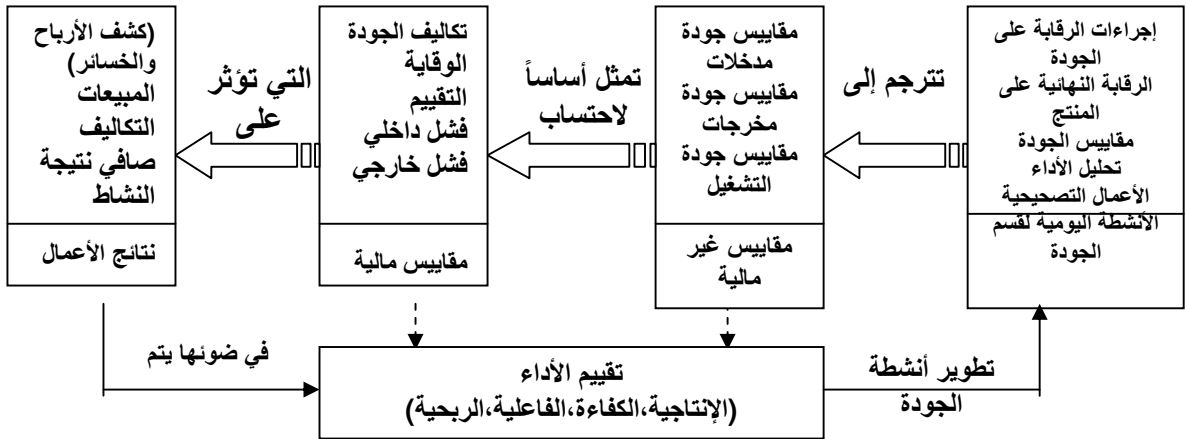 إجراءات الرقابة على
الجودة
الرقابة النهائية على
المنتج
مقاييس الجودة
تحليل الأداء
الأعمال التصحيحية
الأنشطة اليومية لقسم
الجودة
تترجم إلى
مقاييس جودة
مدخلات
مقاييس جودة
مخرجات
مقاييس جودة
التشغيل
مقاييس غير
مالية
تمثل أساساً
لاحتساب
تكاليف الجودة
الوقاية
التقييم
فشل داخلي
فشل خارجي
مقاييس مالية
التي تؤثر
على
(كشف الأرباح
والخسائر)
المبيعات
التكاليف
صافي نتيجة
النشاط
نتائج الأعمال
في ضوئها يتم
تقييم الأداء
(الإنتاجية،الكفاءة،الفاعلية،الربحية)
تطوير أنشطة
الجودة